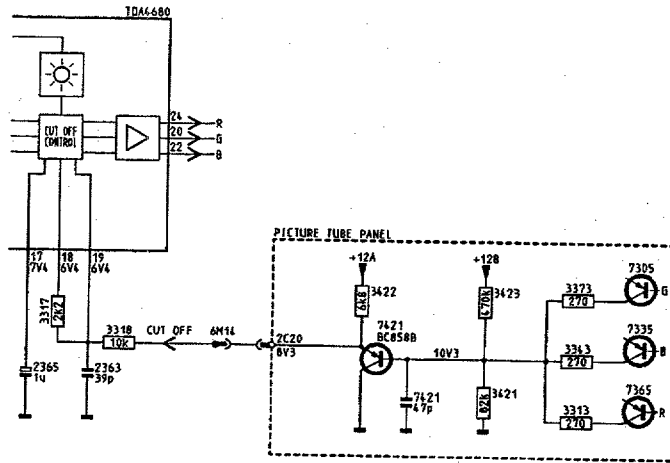 TDA4680
CUT OFF
CONTROL
24 R
20 G
22 B
17
7V4
18
6V4
19
6V4
3317
2k2
3318
10k
CUT OFF
6M14
2365
1u
2363
39p
PICTURE TUBE PANEL
+12A
3422
6k8
7421
BC858B
2C20
8V3
7421
47p
10V3
+12B
3423
470k
3421
82k
3373
270
7305
G
3343
270
7335
B
3313
270
7365
R